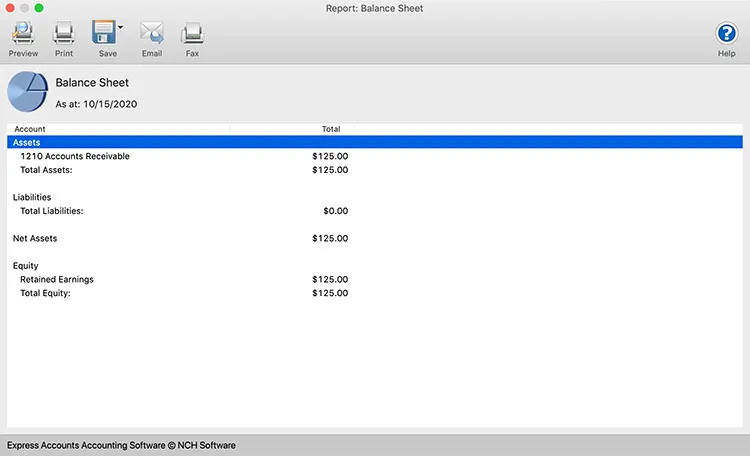 Report: Balance Sheet
Preview Print Save Email Fax Help
Balance Sheet
As at: 10/15/2020
Account Total
Assets
1210 Accounts Receivable $125.00
Total Assets: $125.00
Liabilities
Total Liabilities: $0.00
Net Assets $125.00
Equity
Retained Earnings $125.00
Total Equity: $125.00
Express Accounts Accounting Software © NCH Software